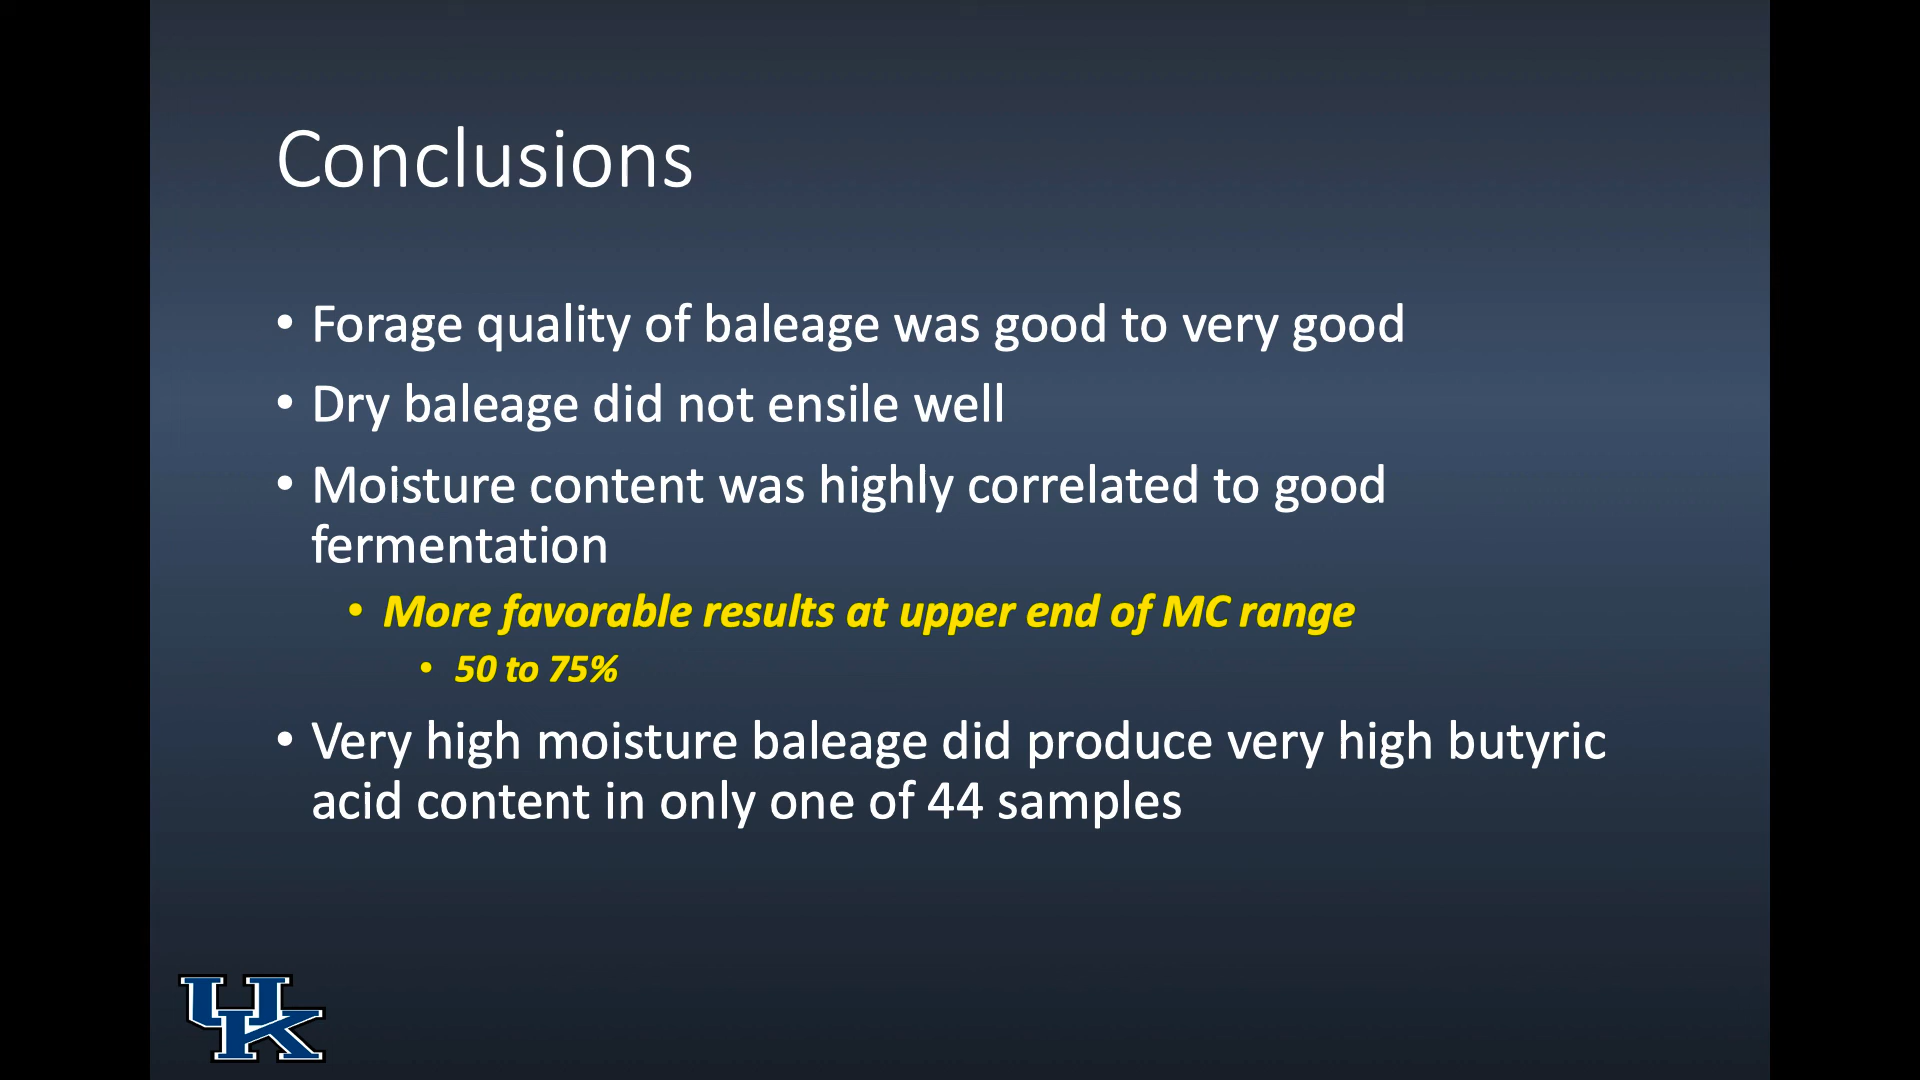 Conclusions
• Forage quality of baleage was good to very good
• Dry baleage did not ensile well
• Moisture content was highly correlated to good
fermentation
• More favorable results at upper end of MC range
• 50 to 75%
• Very high moisture baleage did produce very high butyric
acid content in only one of 44 samples
UK